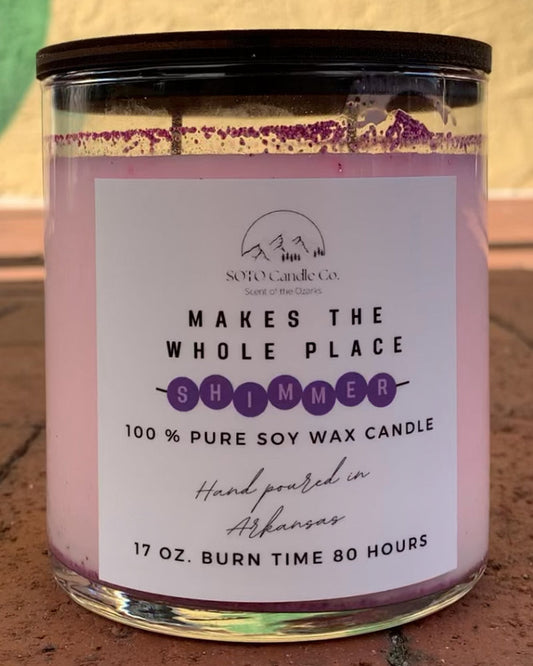 SOTO Candle Co.
Scent of the Ozarks
MAKES THE
WHOLE PLACE
SHIMMER
100 % PURE SOY WAX CANDLE
Hand poured in
Arkansas
17 OZ. BURN TIME 80 HOURS